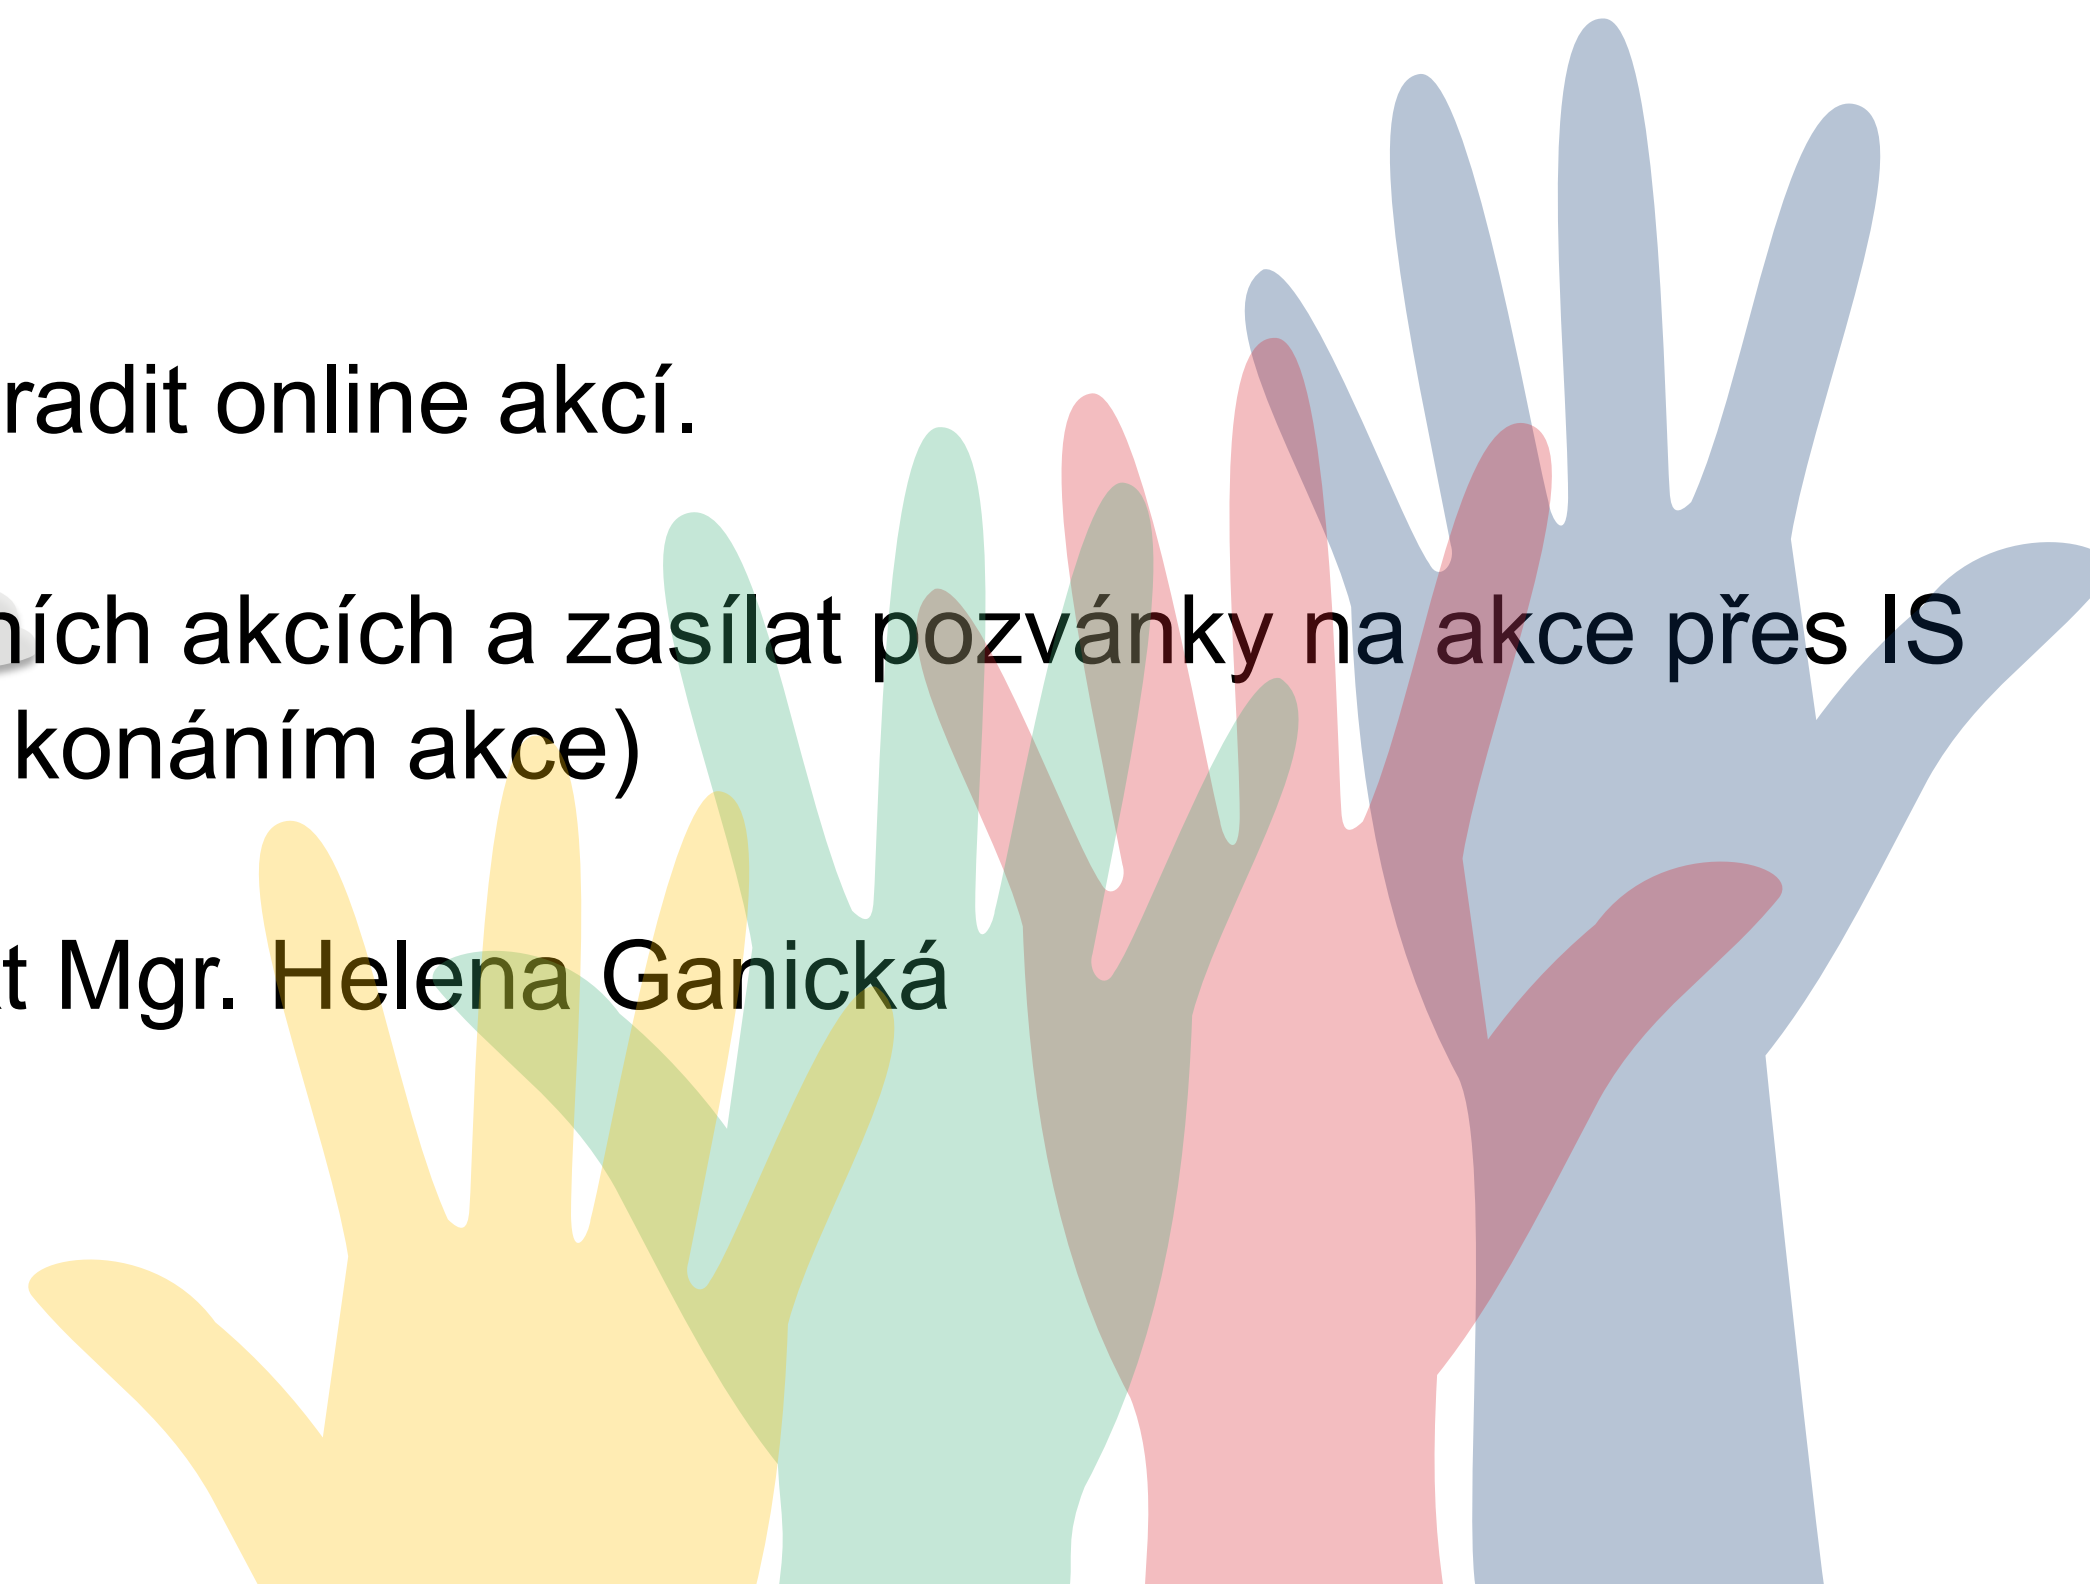 radit online akcí.
ních akcích a zasílat pozvánky na akce přes IS
konáním akce)
t Mgr. Helena Ganická